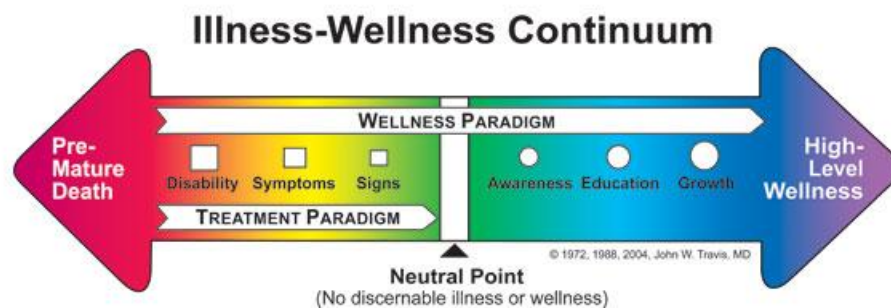 Illness-Wellness Continuum
WELLNESS PARADIGM
Pre-
Mature
Death
Disability Symptoms Signs
Awareness Education Growth
High-
Level
Wellness
TREATMENT PARADIGM
© 1972, 1988, 2004, John W. Travis, MD
Neutral Point
(No discernable illness or wellness)